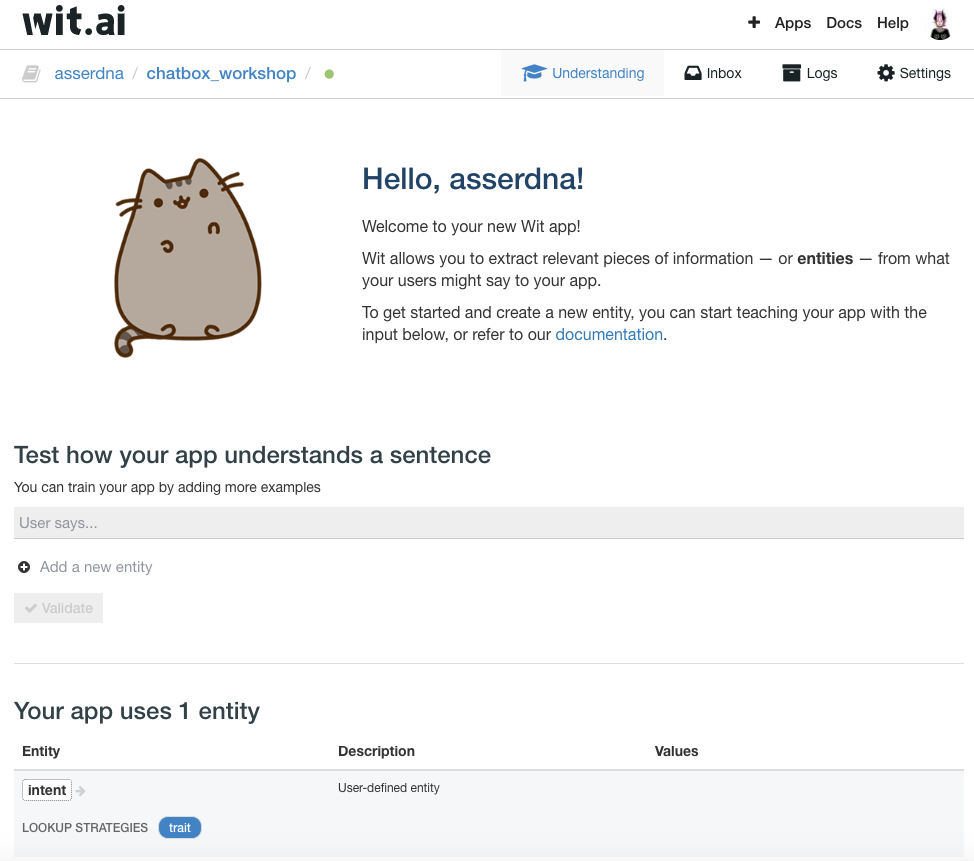 wit.ai
+ Apps Docs Help
asserdna / chatbox_workshop /
Understanding Inbox Logs Settings
Hello, asserdna!
Welcome to your new Wit app!
Wit allows you to extract relevant pieces of information — or entities — from what
your users might say to your app.
To get started and create a new entity, you can start teaching your app with the
input below, or refer to our documentation.
Test how your app understands a sentence
You can train your app by adding more examples
User says...
Add a new entity
Validate
Your app uses 1 entity
Entity Description Values
intent User-defined entity
LOOKUP STRATEGIES trait